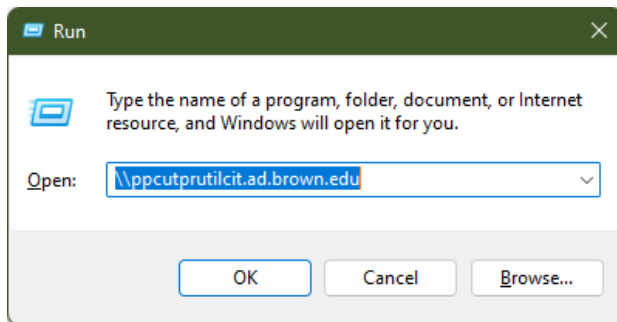 Run
Type the name of a program, folder, document, or Internet
resource, and Windows will open it for you.
Open: \\ppcutprutilcit.ad.brown.edu
OK Cancel Browse...